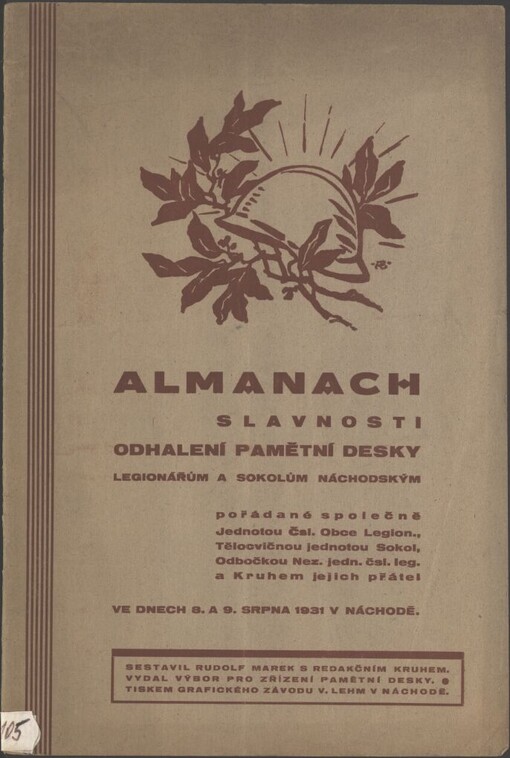 ALMANACH
SLAVNOSTI
ODHALENÍ PAMĚTNÍ DESKY
LEGIONÁŘŮM A SOKOLŮM NÁCHODSKÝM
pořádané společně
Jednotou Čsl. Obce Legion.,
Tělocvičnou jednotou Sokol,
Odbočkou Nez. jedn. čsl. leg.
a Kruhem jejich přátel
VE DNECH 8. A 9. SRPNA 1931 V NÁCHODĚ.
SESTAVIL RUDOLF MAREK S REDAKČNÍM KRUHEM.
VYDAL VÝBOR PRO ZŘÍZENÍ PAMĚTNÍ DESKY.
TISKEM GRAFICKÉHO ZÁVODU V. LEHM V NÁCHODĚ.